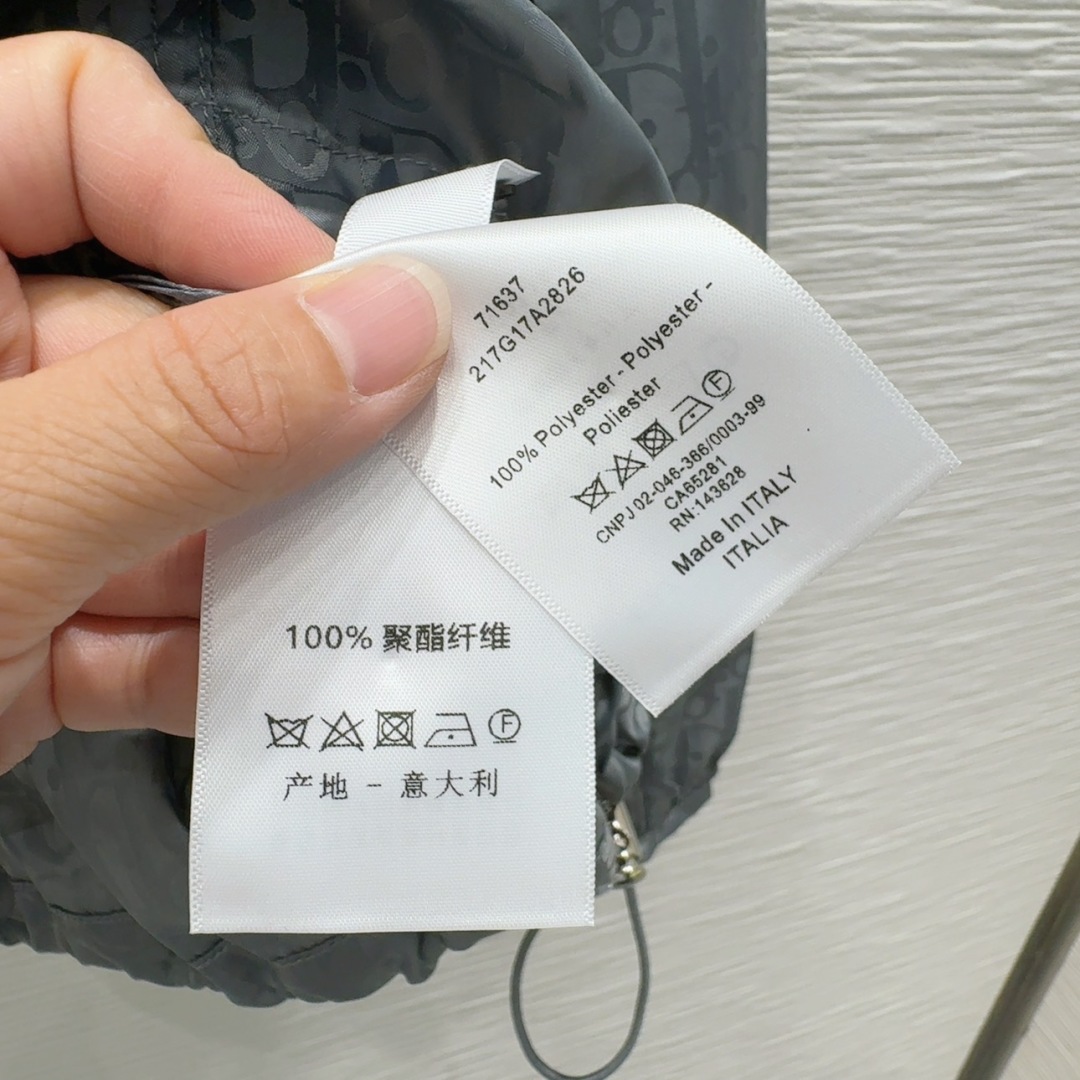 71637
217G17A2826
100% Polyester - Polyester -
Poliester
F
CNPJ 02-046-366/0003-99
CA65281
RN:143628
Made In ITALY
ITALIA
100% 聚酯纤维
F
产地 - 意大利